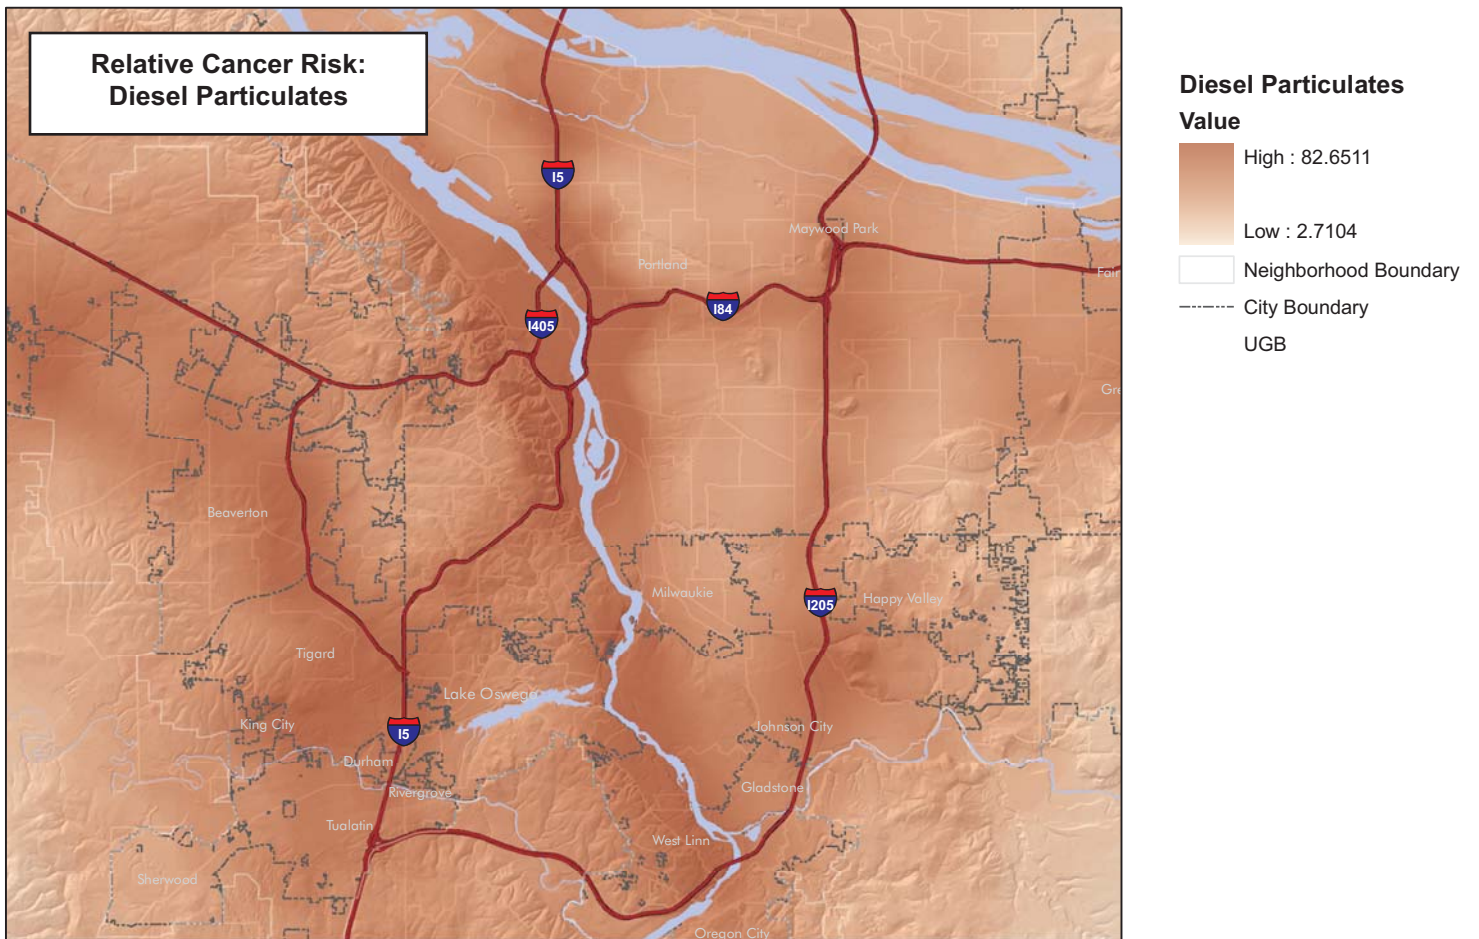 Relative Cancer Risk:
Diesel Particulates
I5
Maywood Park
Portland
Fair
I84
I405
Gre
Beaverton
Milwaukie
Happy Valley
I205
Tigard
Lake Oswego
King City
I5
Johnson City
Durham
Gladstone
Rivergrove
Tualatin
West Linn
Sherwood
Oregon City
Diesel Particulates
Value
High : 82.6511
Low : 2.7104
Neighborhood Boundary
City Boundary
UGB